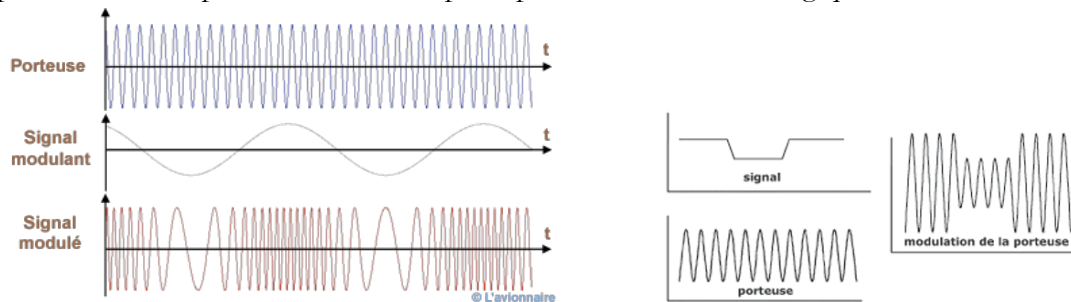 Porteuse
t
Signal
modulant
t
Signal
modulé
t
© L'avionnaire
signal
porteuse
modulation de la porteuse